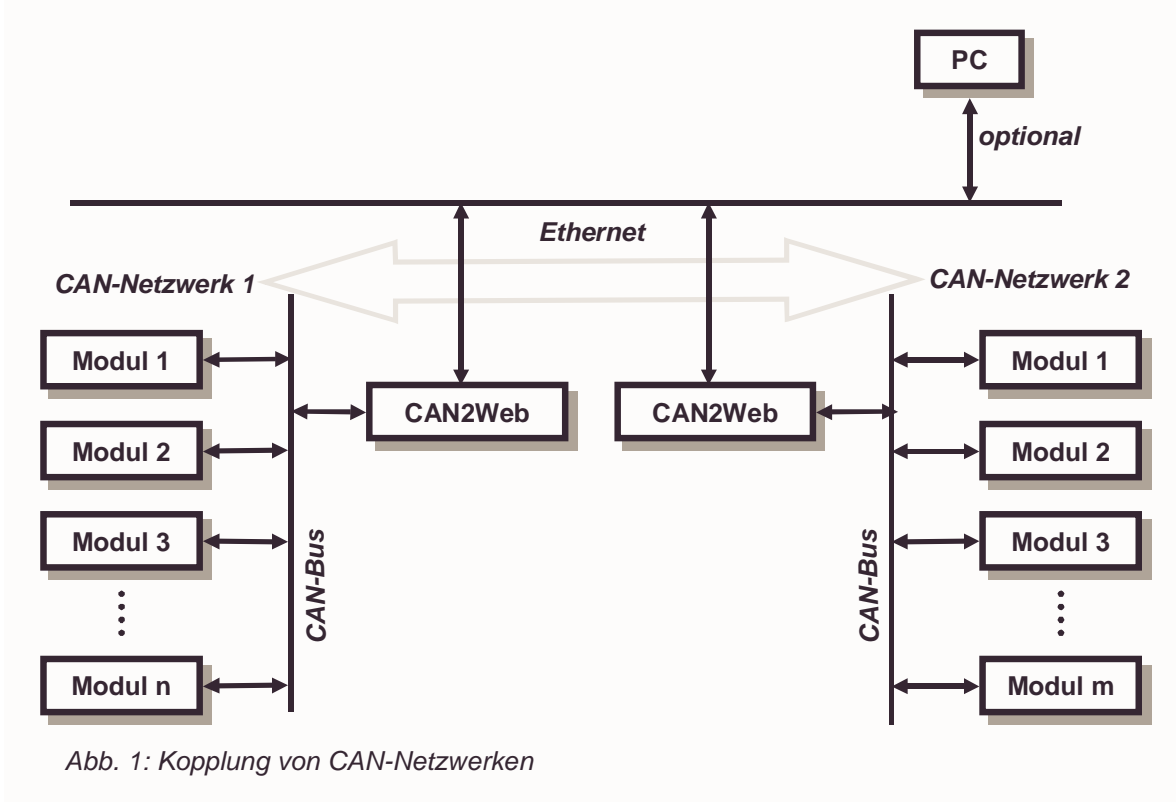 PC
optional
Ethernet
CAN-Netzwerk 1
CAN-Netzwerk 2
Modul 1
Modul 1
CAN2Web
CAN2Web
Modul 2
Modul 2
Modul 3
Modul 3
CAN-Bus
CAN-Bus
Modul n
Modul m
Abb. 1: Kopplung von CAN-Netzwerken